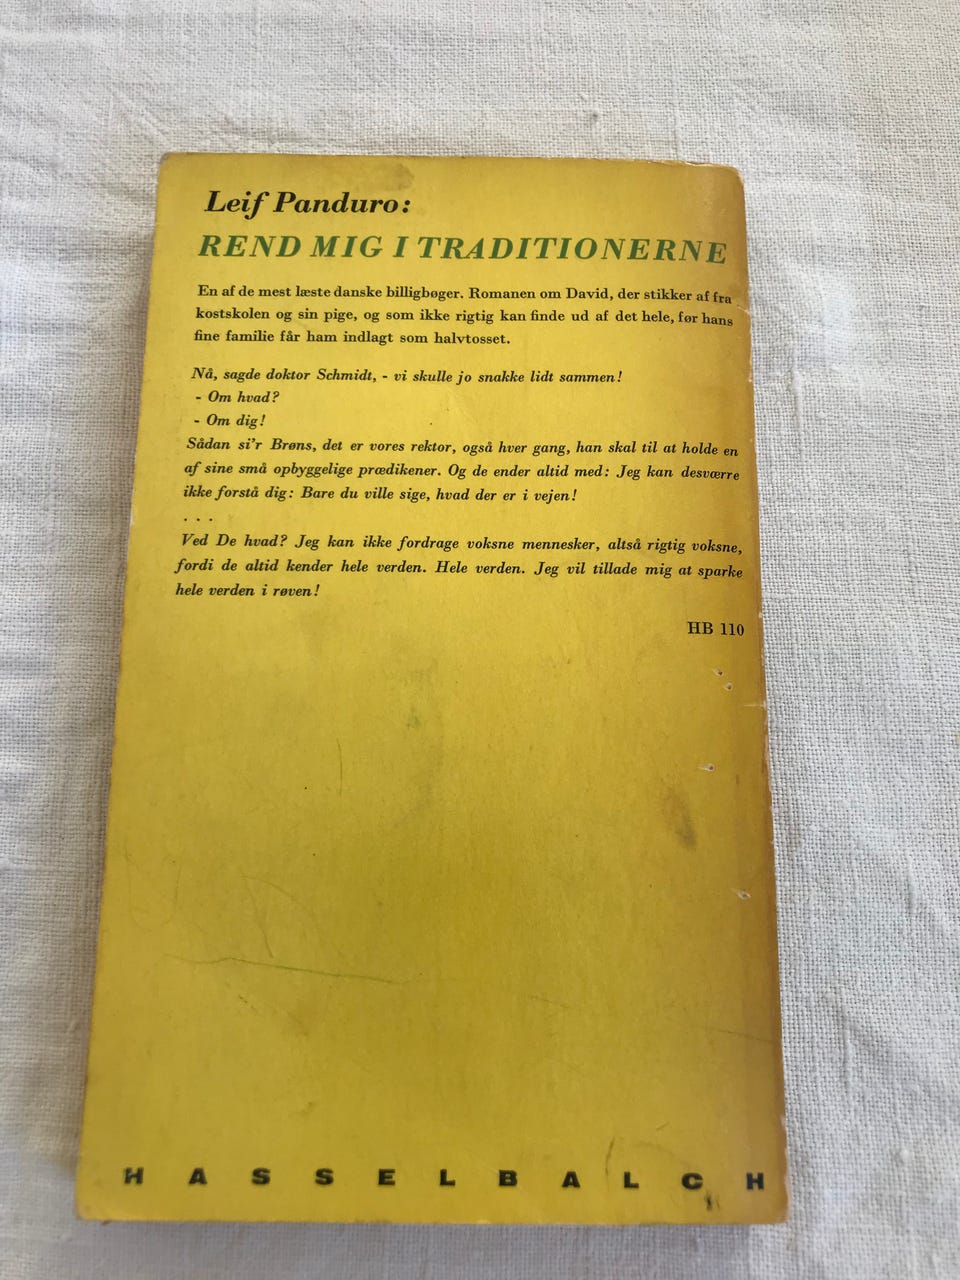 Leif Panduro:
REND MIG I TRADITIONERNE
En af de mest læste danske billigbøger. Romanen om David, der stikker af fra
kostskolen og sin pige, og som ikke rigtig kan finde ud af det hele, før hans
fine familie får ham indlagt som halvtosset.
Nå, sagde doktor Schmidt, - vi skulle jo snakke lidt sammen!
- Om hvad?
- Om dig!
Sådan si'r Brøns, det er vores rektor, også hver gang, han skal til at holde en
af sine små opbyggelige prædikener. Og de ender altid med: Jeg kan desværre
ikke forstå dig: Bare du ville sige, hvad der er i vejen!
. . .
Ved De hvad? Jeg kan ikke fordrage voksne mennesker, altså rigtig voksne,
fordi de altid kender hele verden. Hele verden. Jeg vil tillade mig at sparke
hele verden i røven!
HB 110
HASSELBALCH